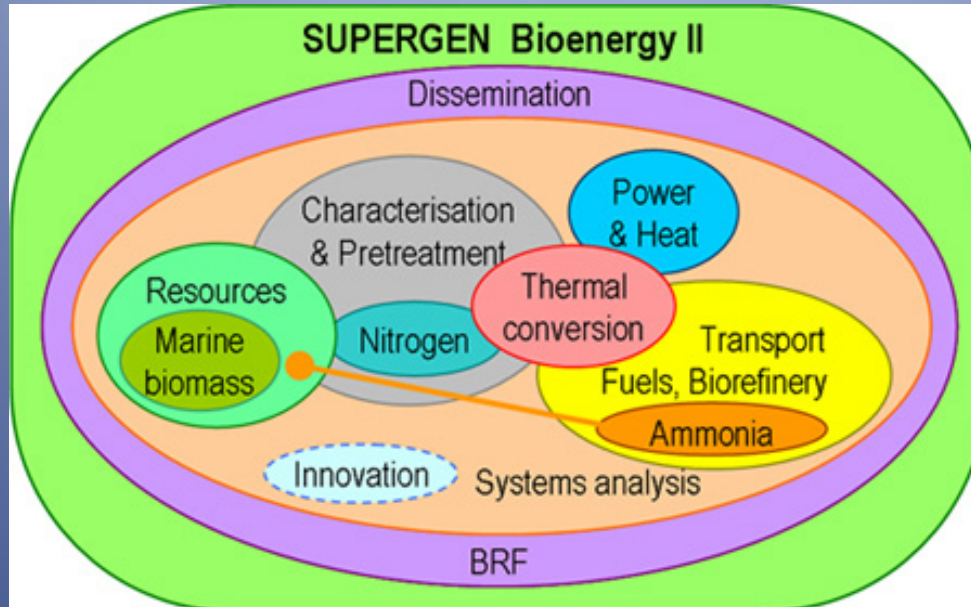 SUPERGEN Bioenergy II
Dissemination
Characterisation
& Pretreatment
Power
& Heat
Resources
Marine
biomass
Nitrogen
Thermal
conversion
Transport
Fuels, Biorefinery
Ammonia
Innovation
Systems analysis
BRF